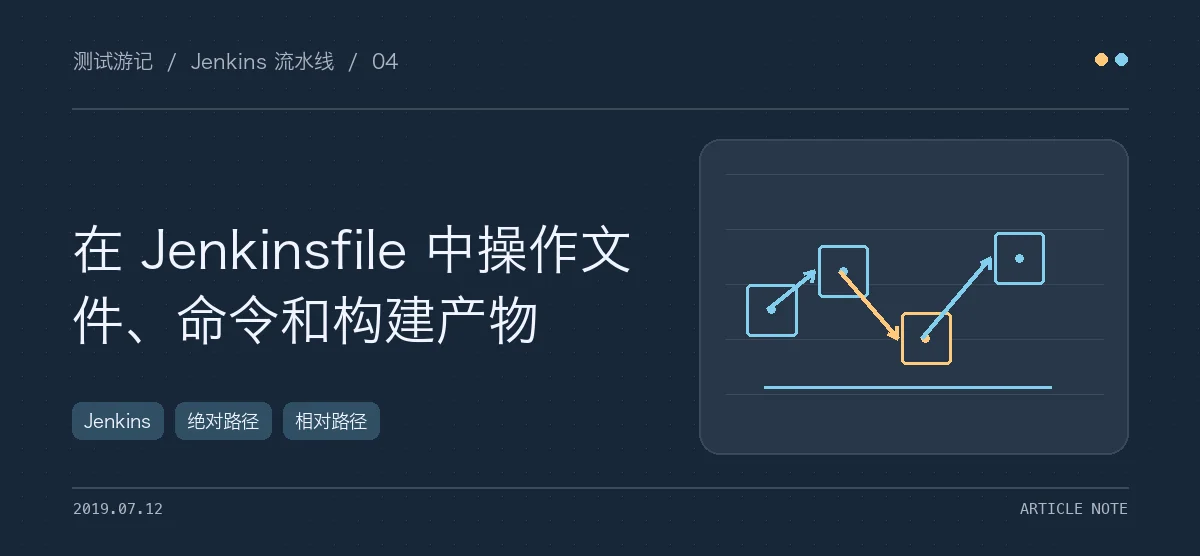 测试游记 / Jenkins 流水线 / 04
在 Jenkinsfile 中操作文
件、命令和构建产物
Jenkins 绝对路径 相对路径
2019.07.12 ARTICLE NOTE